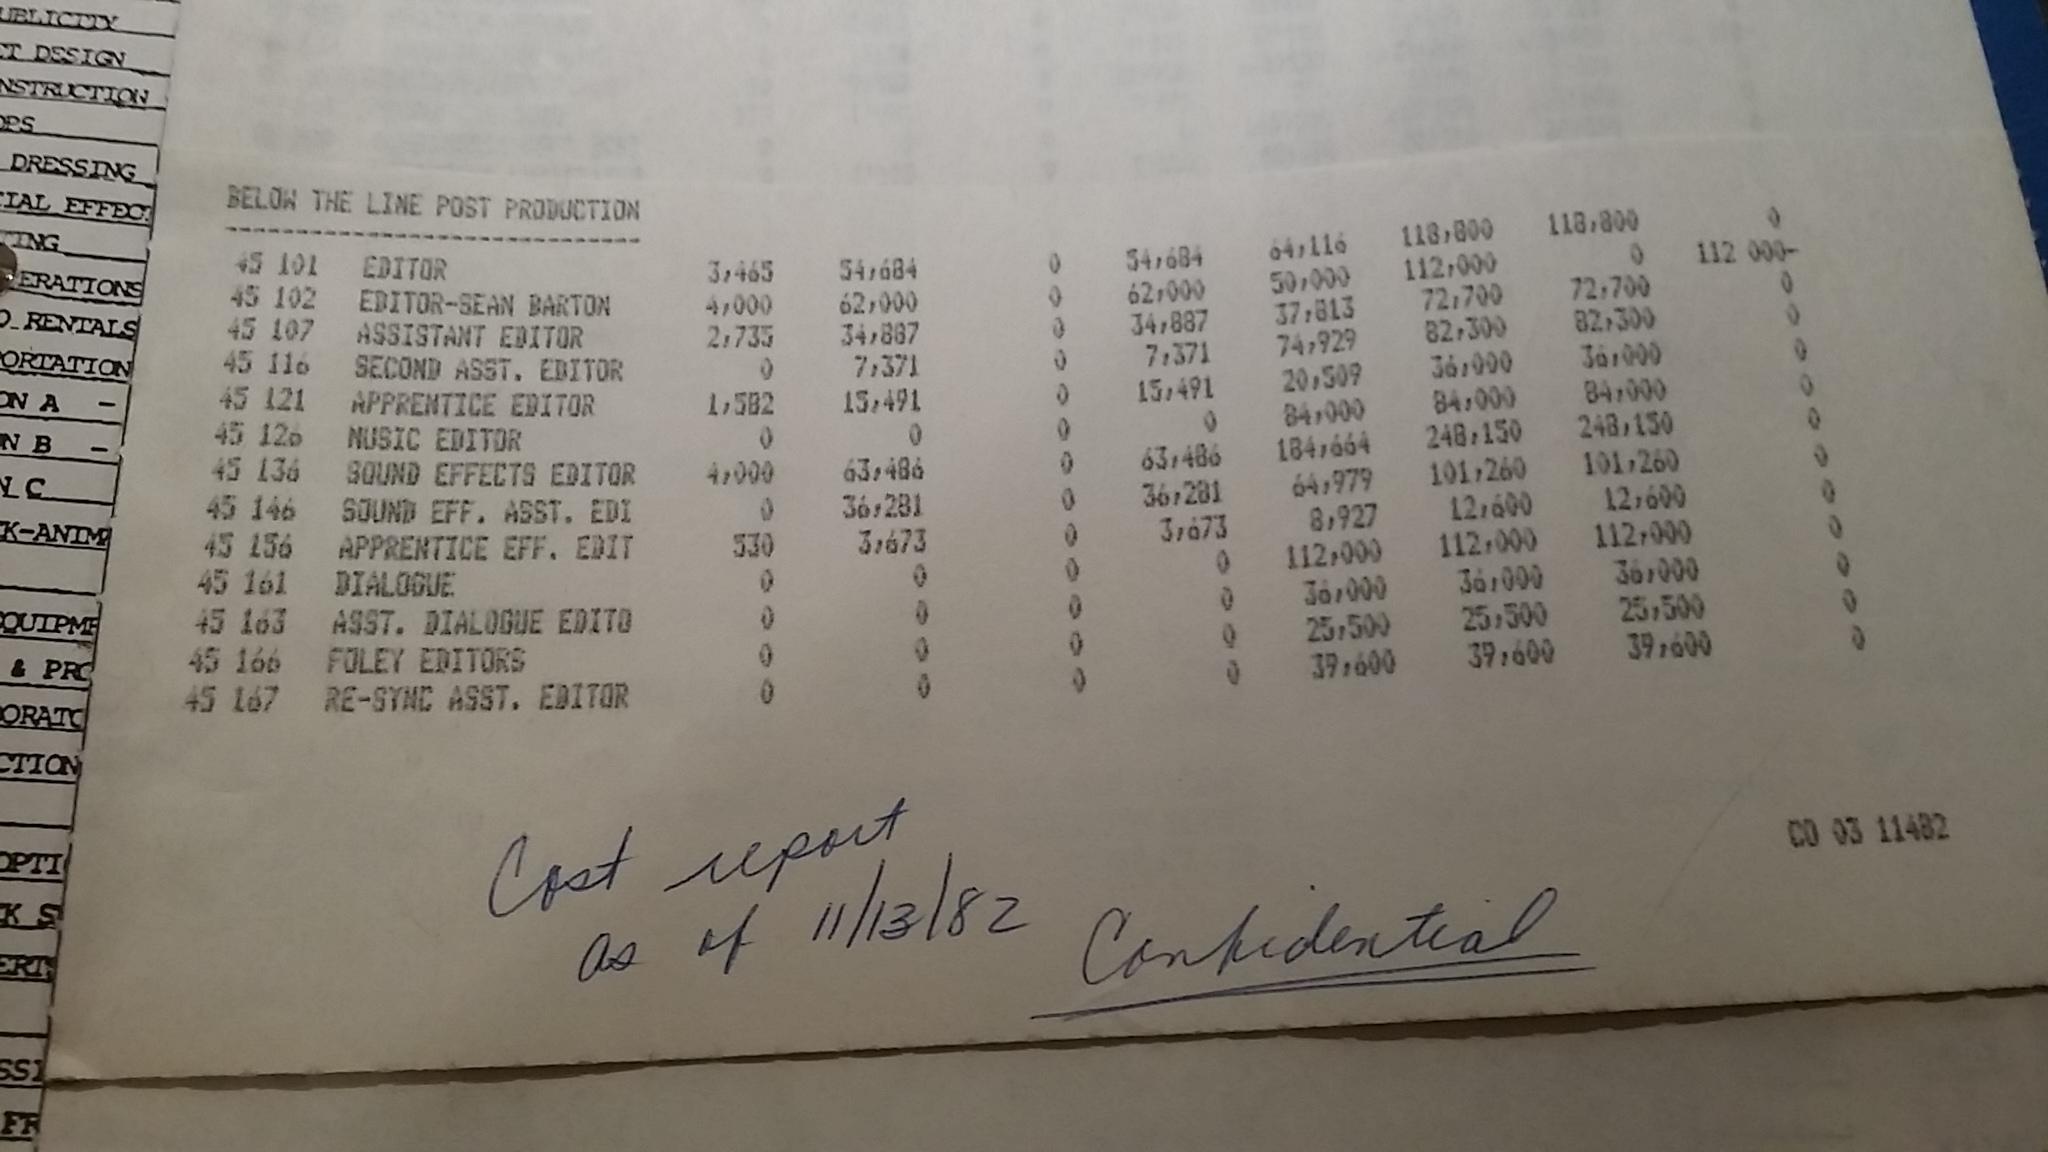 UBLICITY
CT DESIGN
NSTRUCTION
OPS
DRESSING
CIAL EFFECT
TING
ERATIONS
O RENTALS
PORTATION
ON A -
N B -
N C
K-ANIMA
EQUIPME
& PRO
BORATO
CTION
OPTI
K S
ERT
SSI
FR
BELOW THE LINE POST PRODUCTION
45 101 EDITOR 3,465 54,684 0 54,684 64,116 118,800 118,800 0
45 102 EDITOR-SEAN BARTON 4,000 62,000 0 62,000 50,000 112,000 0 112 000-
45 107 ASSISTANT EDITOR 2,735 34,887 0 34,887 37,813 72,700 72,700 0
45 116 SECOND ASST. EDITOR 0 7,371 0 7,371 74,929 82,300 82,300 0
45 121 APPRENTICE EDITOR 1,582 15,491 0 15,491 20,509 36,000 36,000 0
45 126 MUSIC EDITOR 0 0 0 0 84,000 84,000 84,000 0
45 136 SOUND EFFECTS EDITOR 4,000 63,486 0 63,486 184,664 248,150 248,150 0
45 146 SOUND EFF. ASST. EDI 0 36,281 0 36,281 64,979 101,260 101,260 0
45 156 APPRENTICE EFF. EDIT 530 3,673 0 3,673 8,927 12,600 12,600 0
45 161 DIALOGUE 0 0 0 0 112,000 112,000 112,000 0
45 163 ASST. DIALOGUE EDITO 0 0 0 0 36,000 36,000 36,000 0
45 166 FOLEY EDITORS 0 0 0 0 25,500 25,500 25,500 0
45 167 RE-SYNC ASST. EDITOR 0 0 0 0 39,600 39,600 39,600 0
CO 03 11482
Cost report
as of 11/13/82 Confidential